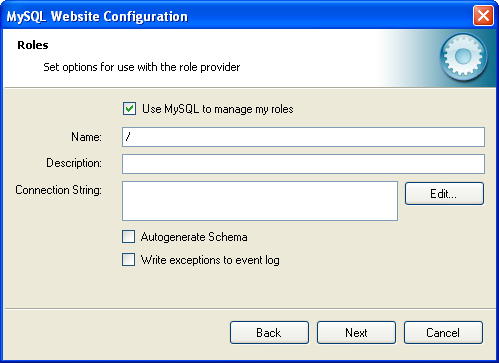 MySQL Website Configuration
Roles
Set options for use with the role provider
Use MySQL to manage my roles
Name: /
Description:
Connection String: Edit...
Autogenerate Schema
Write exceptions to event log
Back Next Cancel